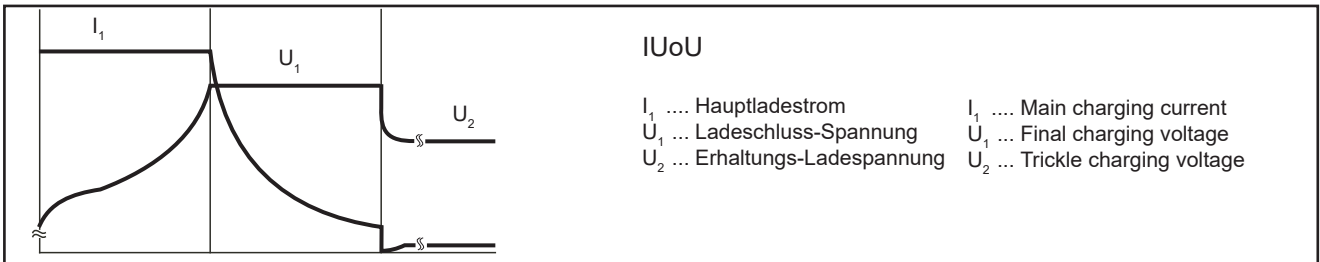 I1
U1
U2
IUoU
I1 .... Hauptladestrom
U1 ... Ladeschluss-Spannung
U2 ... Erhaltungs-Ladespannung
I1 .... Main charging current
U1 ... Final charging voltage
U2 ... Trickle charging voltage